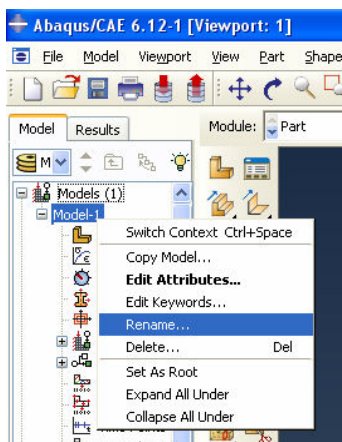 Abaqus/CAE 6.12-1 [Viewport: 1]
File Model Viewport View Part Shape
Model Results Module: Part
M
Models (1)
Model-1
Switch Context Ctrl+Space
Copy Model...
Edit Attributes...
Edit Keywords...
Rename...
Delete... Del
Set As Root
Expand All Under
Collapse All Under